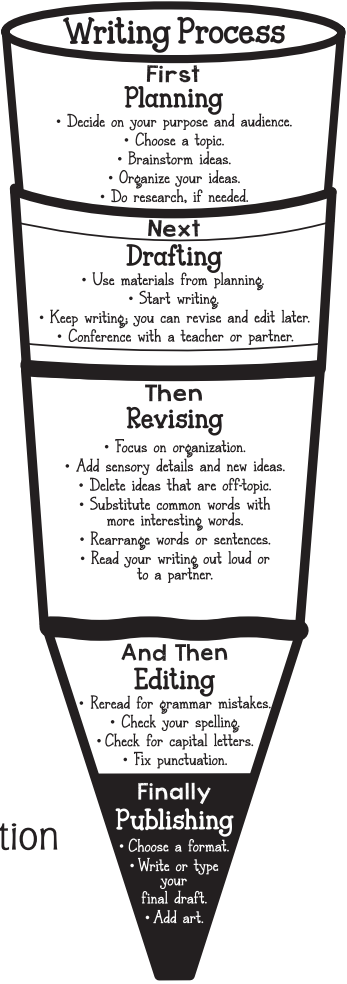 Writing Process
First
Planning
• Decide on your purpose and audience.
• Choose a topic.
• Brainstorm ideas.
• Organize your ideas.
• Do research, if needed.
Next
Drafting
• Use materials from planning.
• Start writing.
• Keep writing; you can revise and edit later.
• Conference with a teacher or partner.
Then
Revising
• Focus on organization.
• Add sensory details and new ideas.
• Delete ideas that are off-topic.
• Substitute common words with
more interesting words.
• Rearrange words or sentences.
• Read your writing out loud or
to a partner.
And Then
Editing
• Reread for grammar mistakes.
• Check your spelling.
• Check for capital letters.
• Fix punctuation.
Finally
tion
Publishing
• Choose a format.
• Write or type
your
final draft.
• Add art.